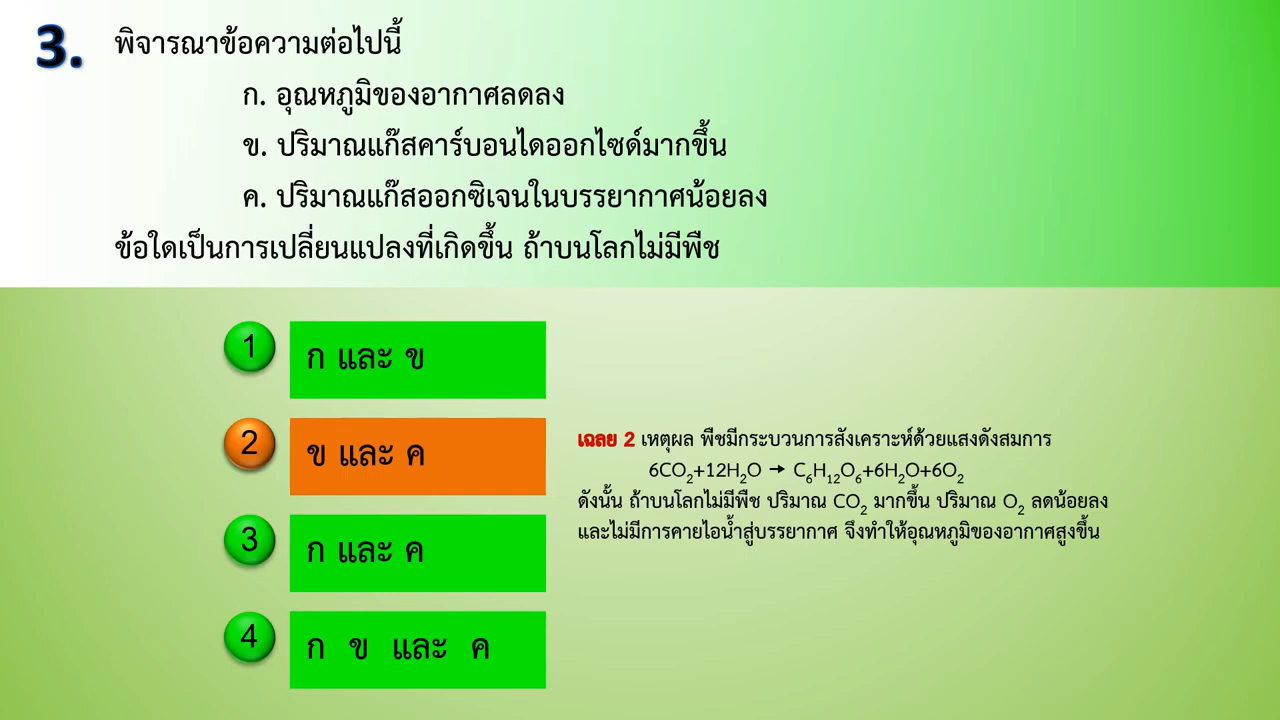 3. พิจารณาข้อความต่อไปนี้
ก. อุณหภูมิของอากาศลดลง
ข. ปริมาณแก๊สคาร์บอนไดออกไซด์มากขึ้น
ค. ปริมาณแก๊สออกซิเจนในบรรยากาศน้อยลง
ข้อใดเป็นการเปลี่ยนแปลงที่เกิดขึ้น ถ้าบนโลกไม่มีพืช
1 ก และ ข
2 ข และ ค
3 ก และ ค
4 ก ข และ ค
เฉลย 2 เหตุผล พืชมีกระบวนการสังเคราะห์ด้วยแสงดังสมการ
6CO₂+12H₂O → C₆H₁₂O₆+6H₂O+6O₂
ดังนั้น ถ้าบนโลกไม่มีพืช ปริมาณ CO₂ มากขึ้น ปริมาณ O₂ ลดน้อยลง
และไม่มีการคายไอน้ำสู่บรรยากาศ จึงทำให้อุณหภูมิของอากาศสูงขึ้น